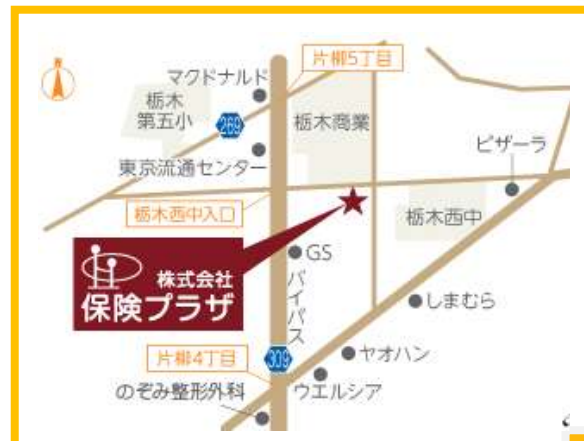 片柳5丁目
マクドナルド
栃木
第五小
269
栃木商業
東京流通センター
ピザーラ
栃木西中入口
栃木西中
株式会社
保険プラザ
GS
バイパス
しまむら
片柳4丁目
309
ヤオハン
のぞみ整形外科
ウエルシア